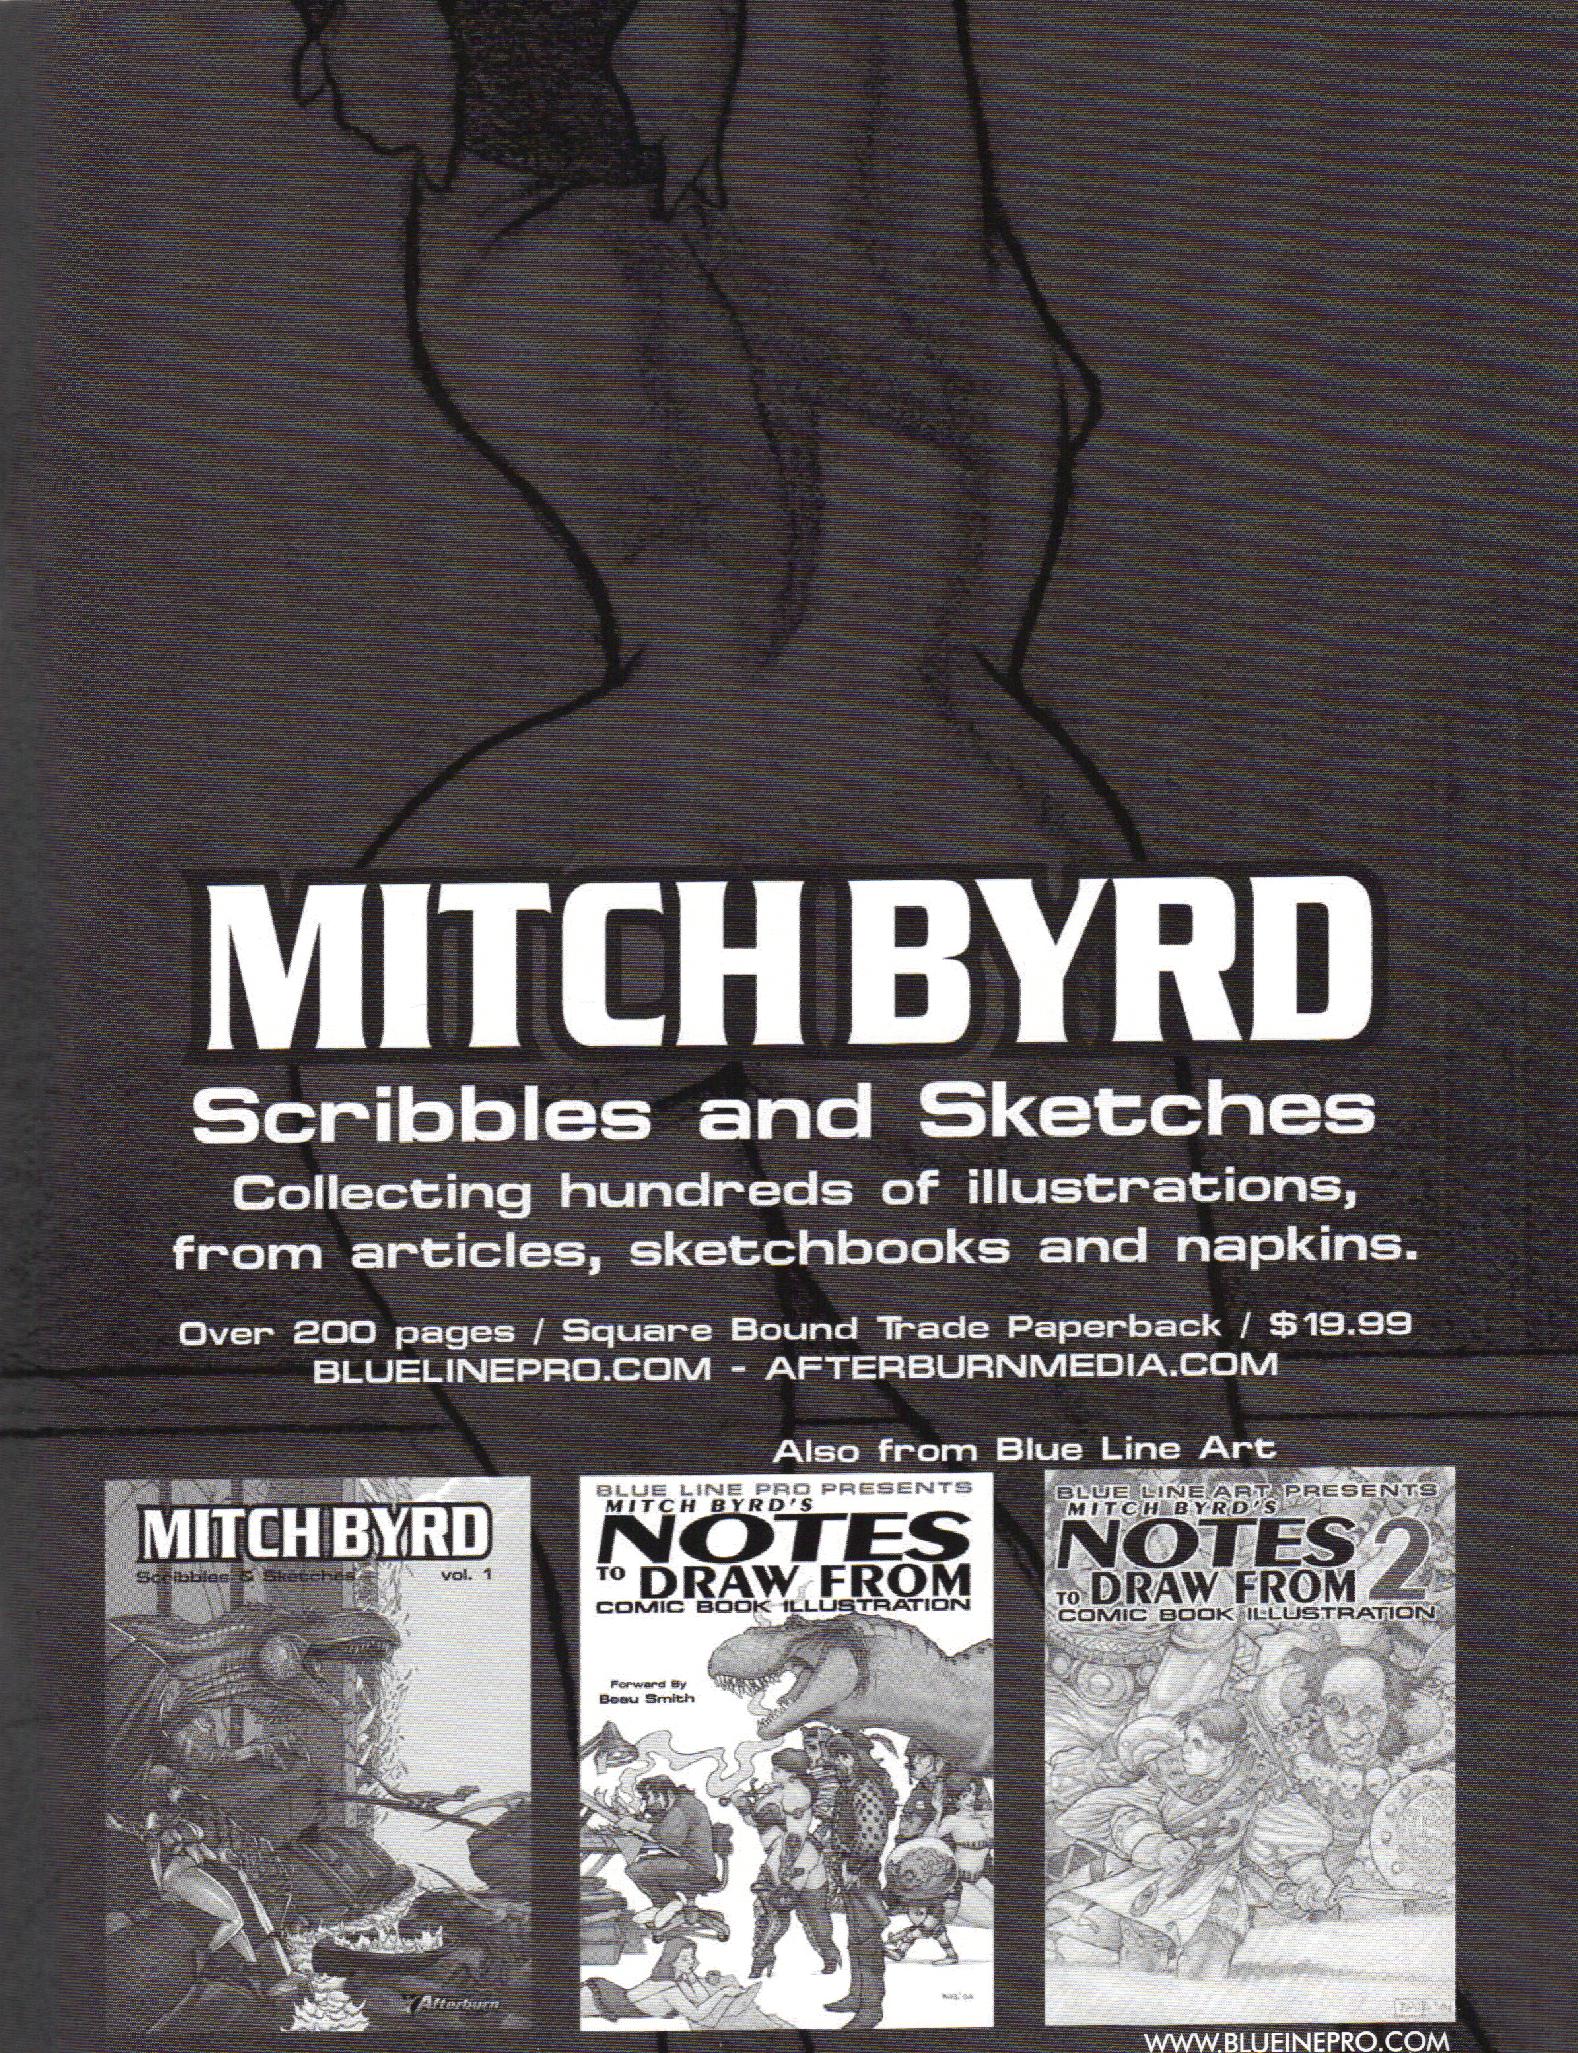 MITCH BYRD
Scribbles and Sketches
Collecting hundreds of illustrations,
from articles, sketchbooks and napkins.
Over 200 pages / Square Bound Trade Paperback / $19.99
BLUELINEPRO.COM - AFTERBURNMEDIA.COM
Also from Blue Line Art
MITCH BYRD
Scribbles & Sketches vol. 1
Afterburn
BLUE LINE PRO PRESENTS
MITCH BYRD'S
NOTES
TO DRAW FROM
COMIC BOOK ILLUSTRATION
Forward By
Beau Smith
BLUE LINE ART PRESENTS
MITCH BYRD'S
NOTES 2
TO DRAW FROM
COMIC BOOK ILLUSTRATION
WWW.BLUEINEPRO.COM